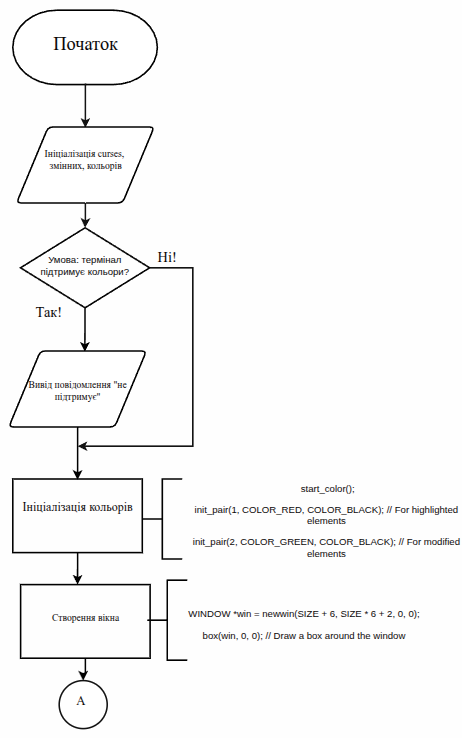 Початок
Ініціалізація curses,
змінних, кольорів
Умова: термінал
підтримує кольори?
Ні!
Так!
Вивід повідомлення "не
підтримує"
Ініціалізація кольорів
start_color();
init_pair(1, COLOR_RED, COLOR_BLACK); // For highlighted
elements
init_pair(2, COLOR_GREEN, COLOR_BLACK); // For modified
elements
Створення вікна
WINDOW *win = newwin(SIZE + 6, SIZE * 6 + 2, 0, 0);
box(win, 0, 0); // Draw a box around the window
А